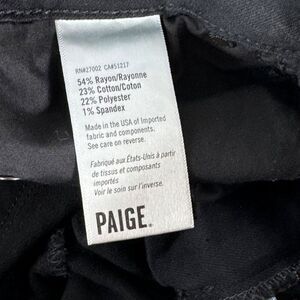 RN#27002 CA#51217
54% Rayon/Rayonne
23% Cotton/Coton
22% Polyester
1% Spandex
Made in the USA of Imported
fabric and components.
See care on reverse.
Fabriqué aux États-Unis à partir
de tissus et composants
importés
Voir le soin sur l'inverse.
PAIGE®